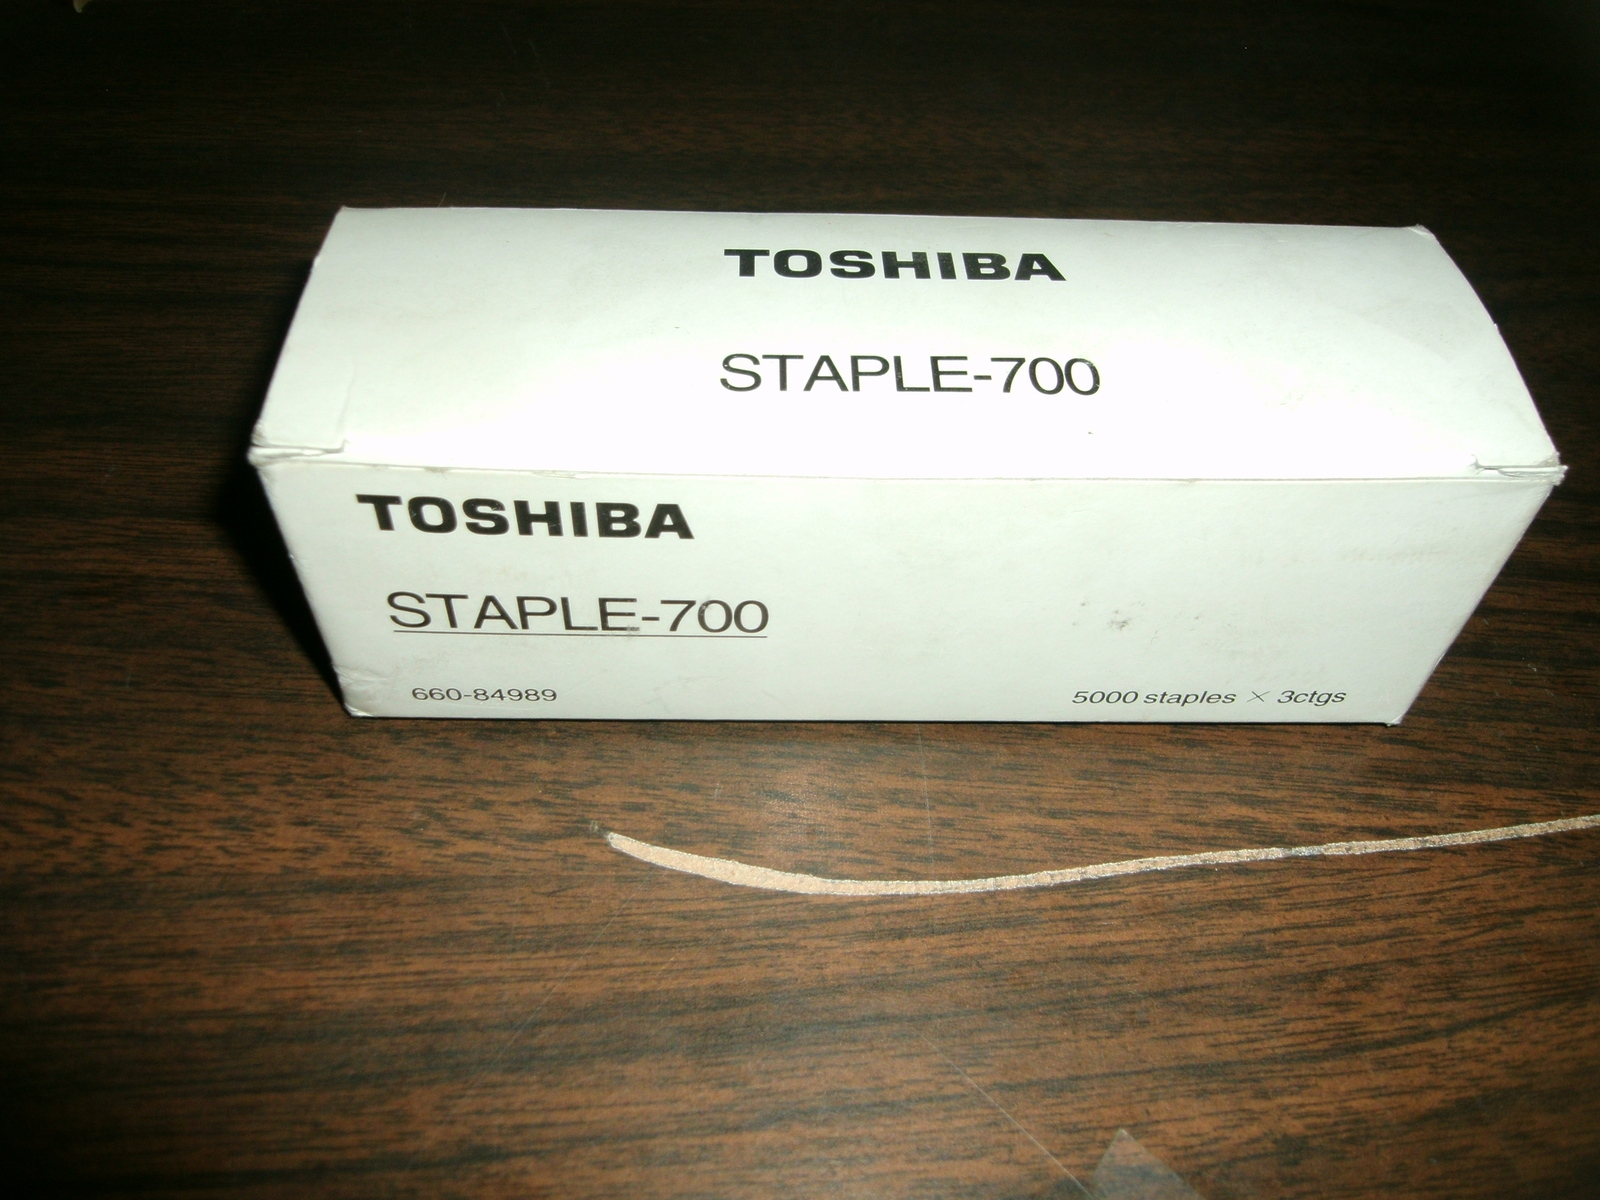 TOSHIBA
STAPLE-700
TOSHIBA
STAPLE-700
660-84989
5000 staples × 3ctgs